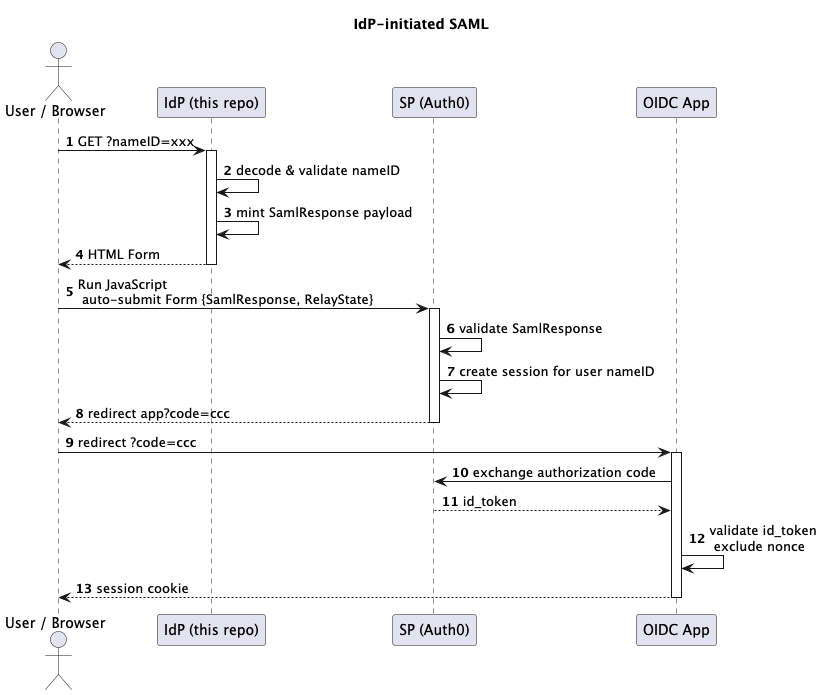 IdP-initiated SAML
User / Browser
IdP (this repo)
SP (Auth0)
OIDC App
1 GET ?nameID=xxx
2 decode & validate nameID
3 mint SamlResponse payload
4 HTML Form
5 Run JavaScript
auto-submit Form {SamlResponse, RelayState}
6 validate SamlResponse
7 create session for user nameID
8 redirect app?code=ccc
9 redirect ?code=ccc
10 exchange authorization code
11 id_token
12 validate id_token
exclude nonce
13 session cookie
User / Browser
IdP (this repo)
SP (Auth0)
OIDC App